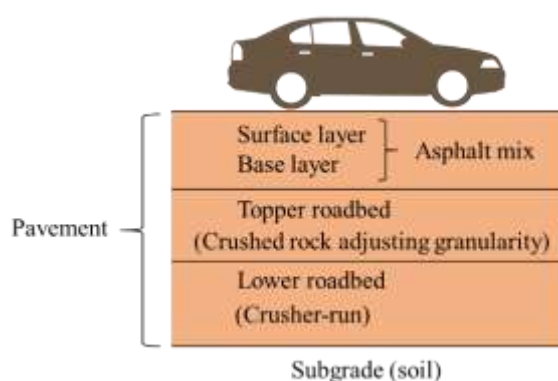 Surface layer
Base layer
Asphalt mix
Pavement
Topper roadbed
(Crushed rock adjusting granularity)
Lower roadbed
(Crusher-run)
Subgrade (soil)